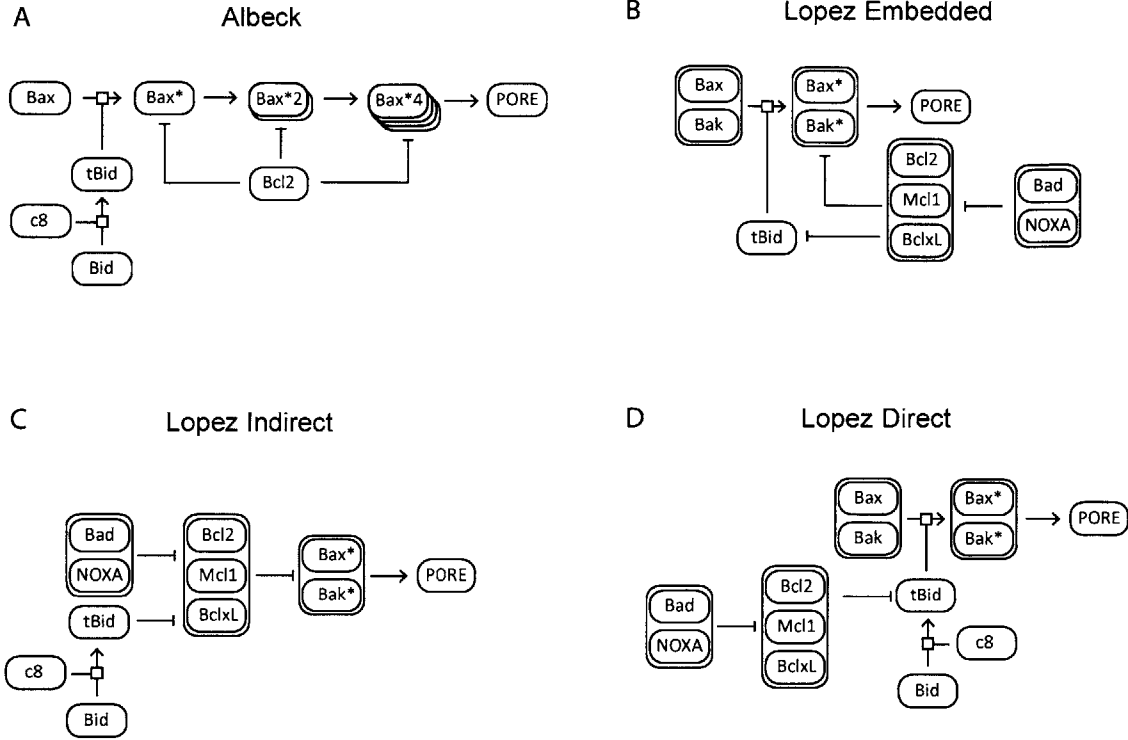 A
Albeck
Bax
Bax*
Bax*2
Bax*4
PORE
tBid
Bcl2
c8
Bid
B
Lopez Embedded
Bax
Bak
Bax*
Bak*
PORE
Bcl2
Mcl1
BclxL
Bad
NOXA
tBid
C
Lopez Indirect
Bad
NOXA
tBid
Bcl2
Mcl1
BclxL
Bax*
Bak*
PORE
c8
Bid
D
Lopez Direct
Bax
Bak
Bax*
Bak*
PORE
Bad
NOXA
Bcl2
Mcl1
BclxL
tBid
c8
Bid